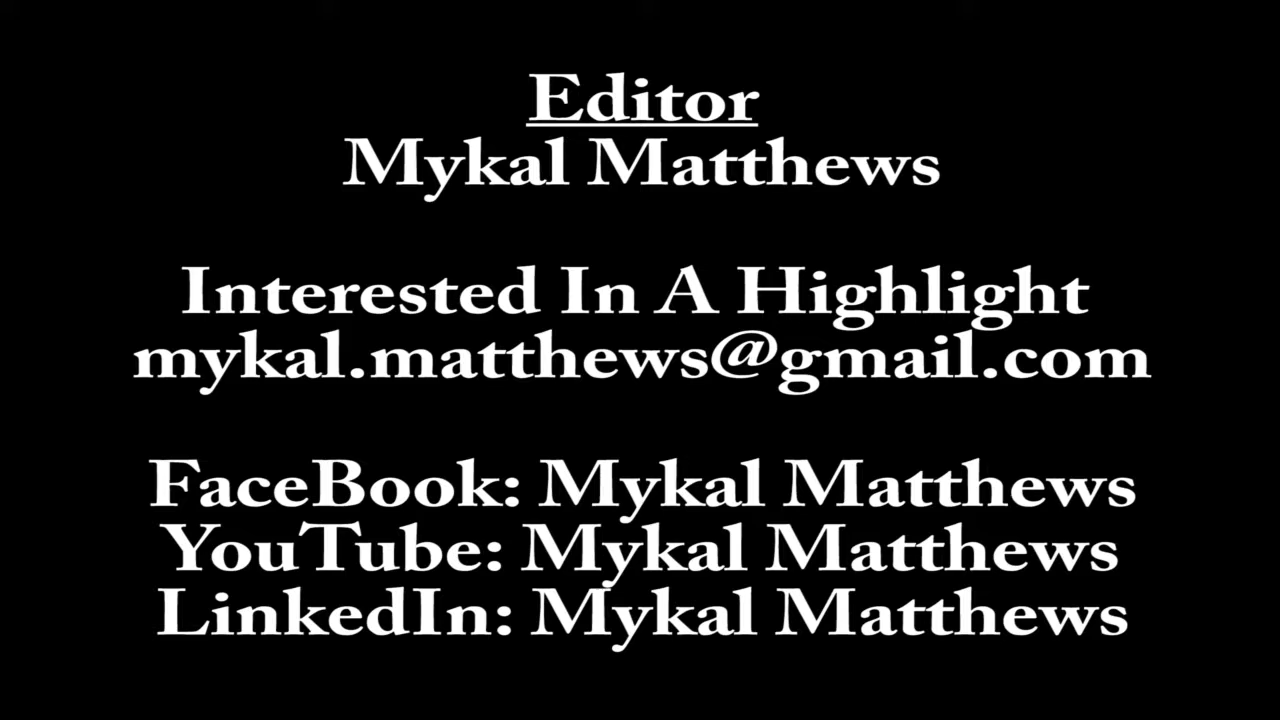 Editor
Mykal Matthews
Interested In A Highlight
mykal.matthews@gmail.com
FaceBook: Mykal Matthews
YouTube: Mykal Matthews
LinkedIn: Mykal Matthews